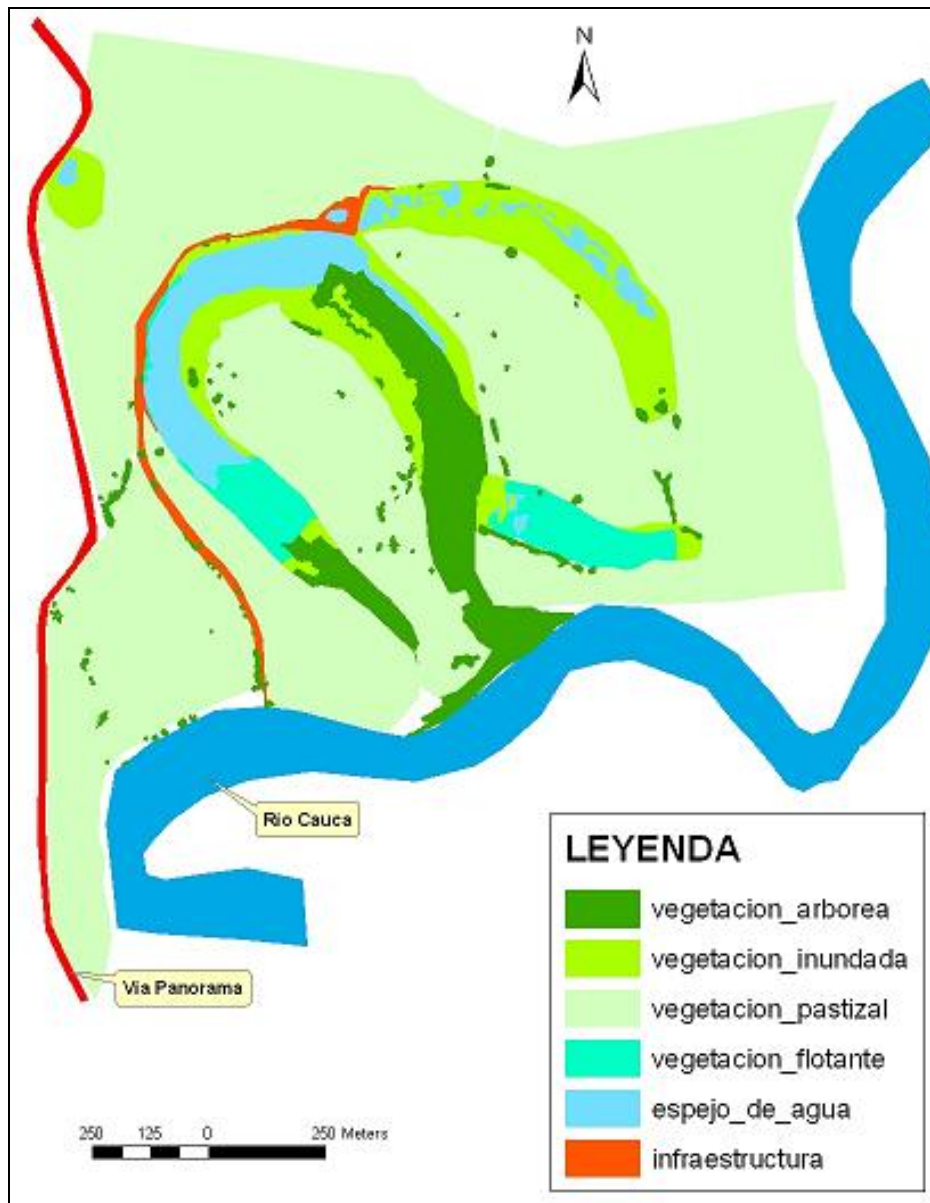 N
Rio Cauca
Via Panorama
LEYENDA
vegetacion_arborea
vegetacion_inundada
vegetacion_pastizal
vegetacion_flotante
espejo_de_agua
infraestructura
250 125 0 250 Meters